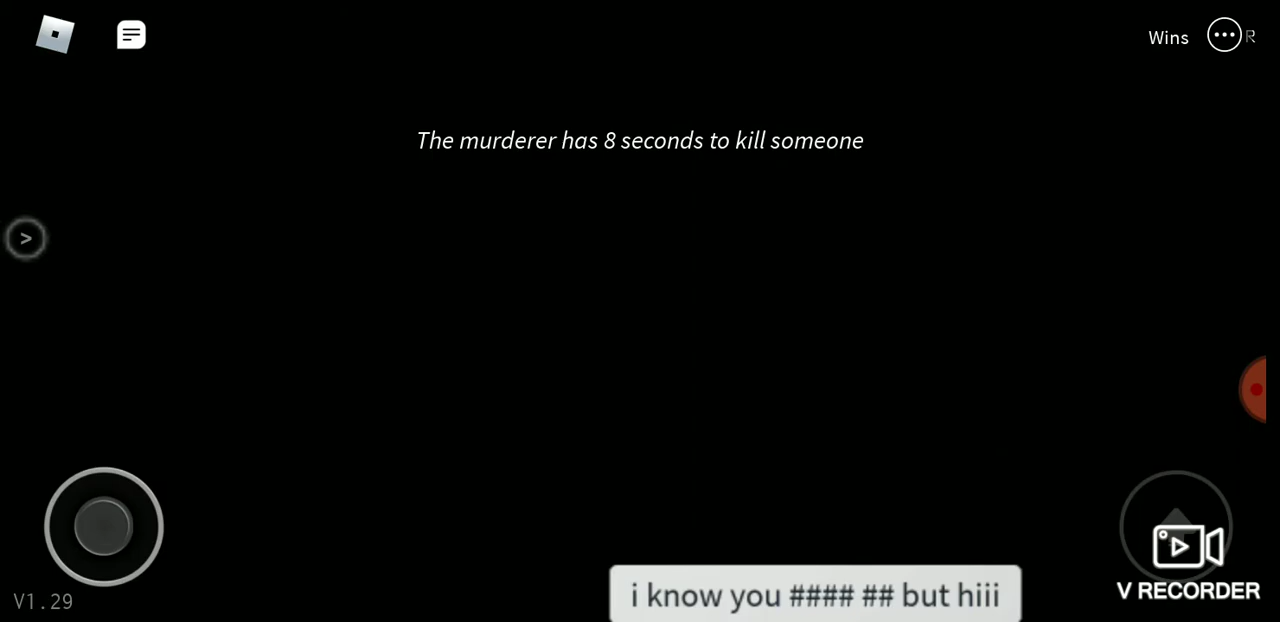 Wins
R
The murderer has 8 seconds to kill someone
>
i know you #### ## but hiii
V RECORDER
V1.29